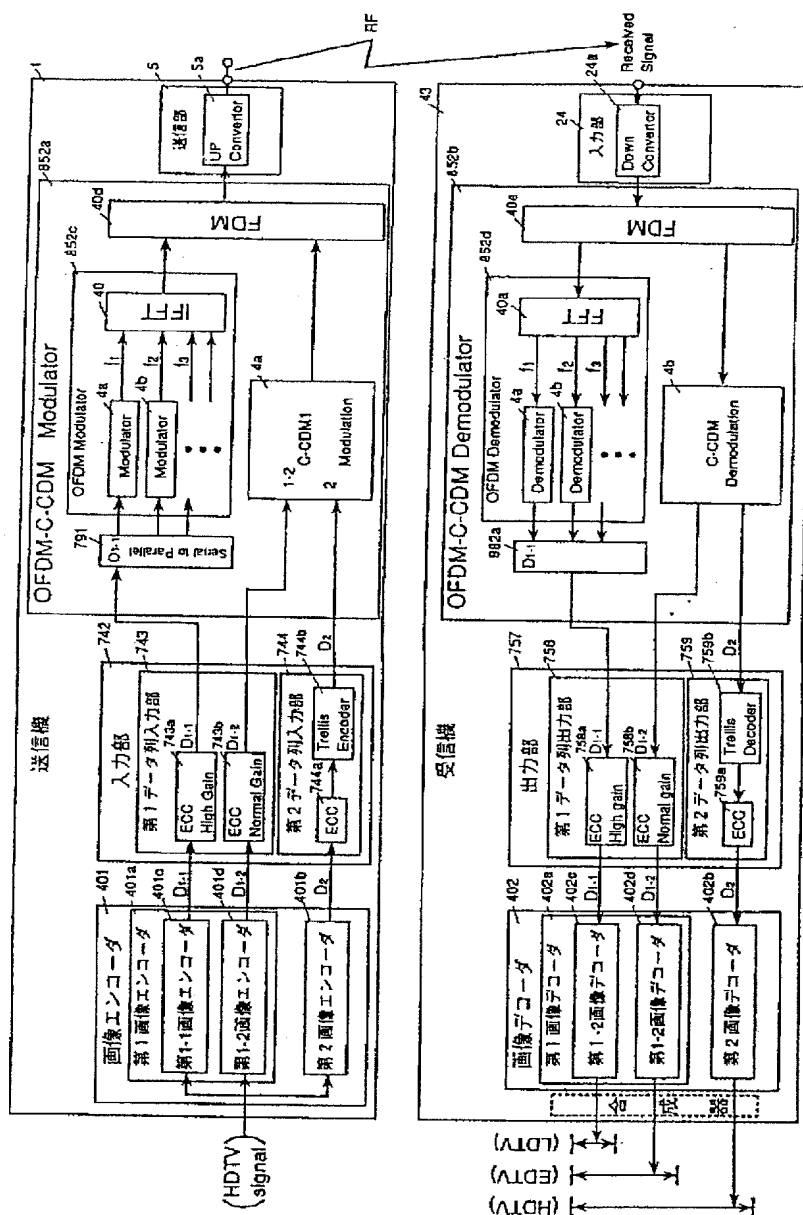 送信機
1
画像エンコーダ
401
第1画像エンコーダ
401a
第1-1画像エンコーダ
401c
第1-2画像エンコーダ
401d
第2画像エンコーダ
401b
(HDTV signal)
D1-1
D1-2
D2
入力部
742
第1データ列入力部
743
743a
ECC High Gain
D1-1
743b
ECC Normal Gain
D1-2
第2データ列入力部
744
744a
ECC
744b
Trellis Encoder
D2
OFDM-C-CDM Modulator
852a
791
D1-1
Serial to Parallel
OFDM Modulator
852c
4a
Modulator
4b
Modulator
f1
f2
f3
40
IFFT
4a
1-2
C-CDM1
2
Modulation
40d
FDM
送信部
5
5a
UP Convertor
RF
受信機
43
Received Signal
入力部
24
24a
Down Convertor
OFDM-C-CDM Demodulator
852b
40e
FDM
852d
OFDM Demodulator
40a
FFT
f1
f2
f3
4a
Demodulator
4b
Demodulator
4b
C-CDM Demodulation
982a
D1-1
D2
出力部
757
第1データ列出力部
758
758a
ECC High gain
D1-1
758b
ECC Nomal gain
D1-2
第2データ列出力部
759
759a
ECC
759b
Trellis Decoder
D1-1
D1-2
D2
画像デコーダ
402
第1画像デコーダ
402a
第1-2画像デコーダ
402c
第1-2画像デコーダ
402d
第2画像デコーダ
402b
合成器
(LDTV)
(EDTV)
(HDTV)